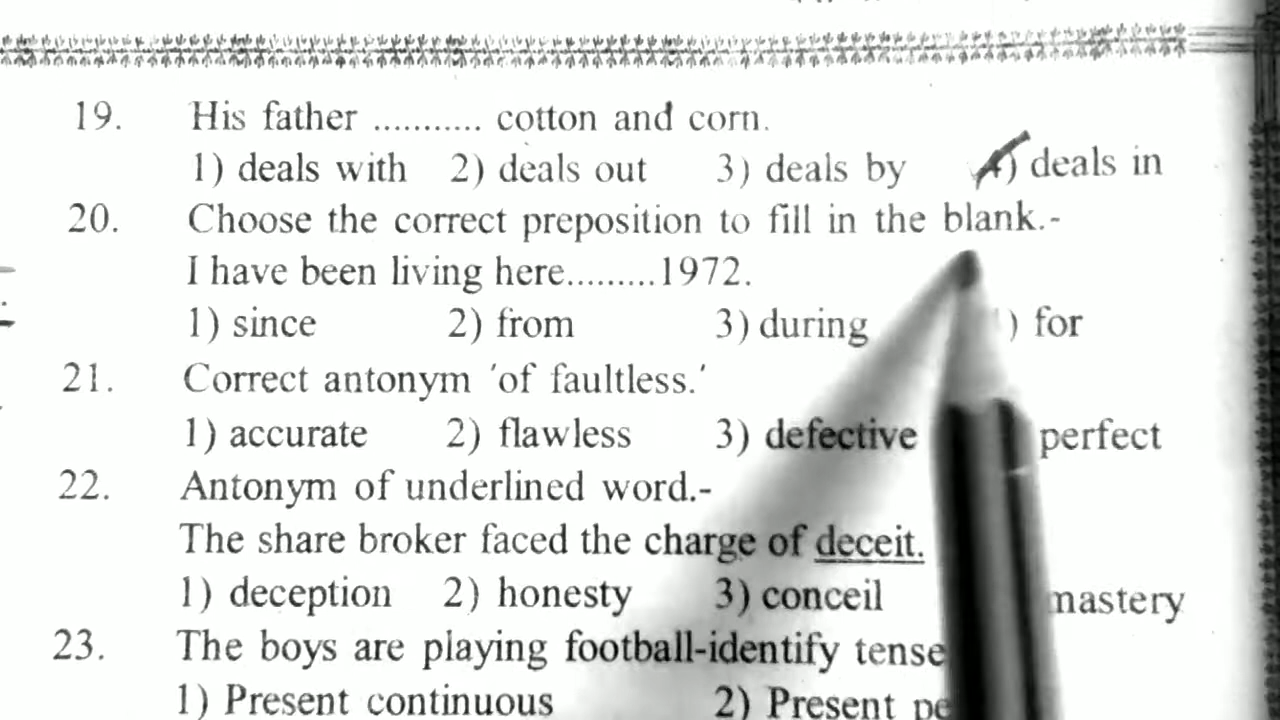 19. His father ........... cotton and corn.
1) deals with 2) deals out 3) deals by 4) deals in
20. Choose the correct preposition to fill in the blank.-
I have been living here.........1972.
1) since 2) from 3) during ) for
21. Correct antonym 'of faultless.'
1) accurate 2) flawless 3) defective perfect
22. Antonym of underlined word.-
The share broker faced the charge of deceit.
1) deception 2) honesty 3) conceil mastery
23. The boys are playing football-identify tense
1) Present continuous 2) Present pe